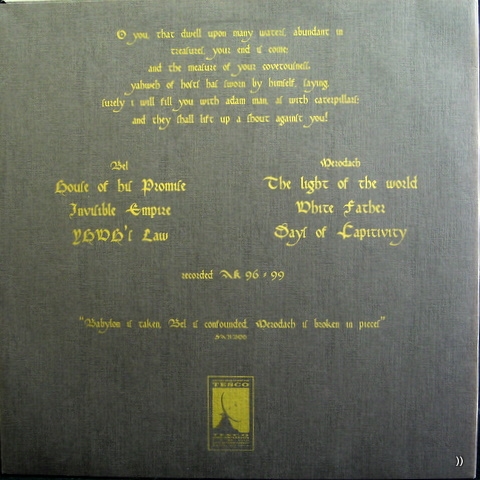 O you, that dwell upon many waters, abundant in
treasures, your end is come:
and the measure of your covetousness.
yahweh of hosts has sworn by himself, saying,
surely i will fill you with adam man, as with caterpillars:
and they shall lift up a shout against you!
Bel
House of his Promise
Invisible Empire
YHWH's Law
Merodach
The light of the world
White Father
Days of Capitivity
recorded AK 96 - 99
"Babylon is taken, Bel is confounded, Merodach is broken in pieces"
TESCO
))